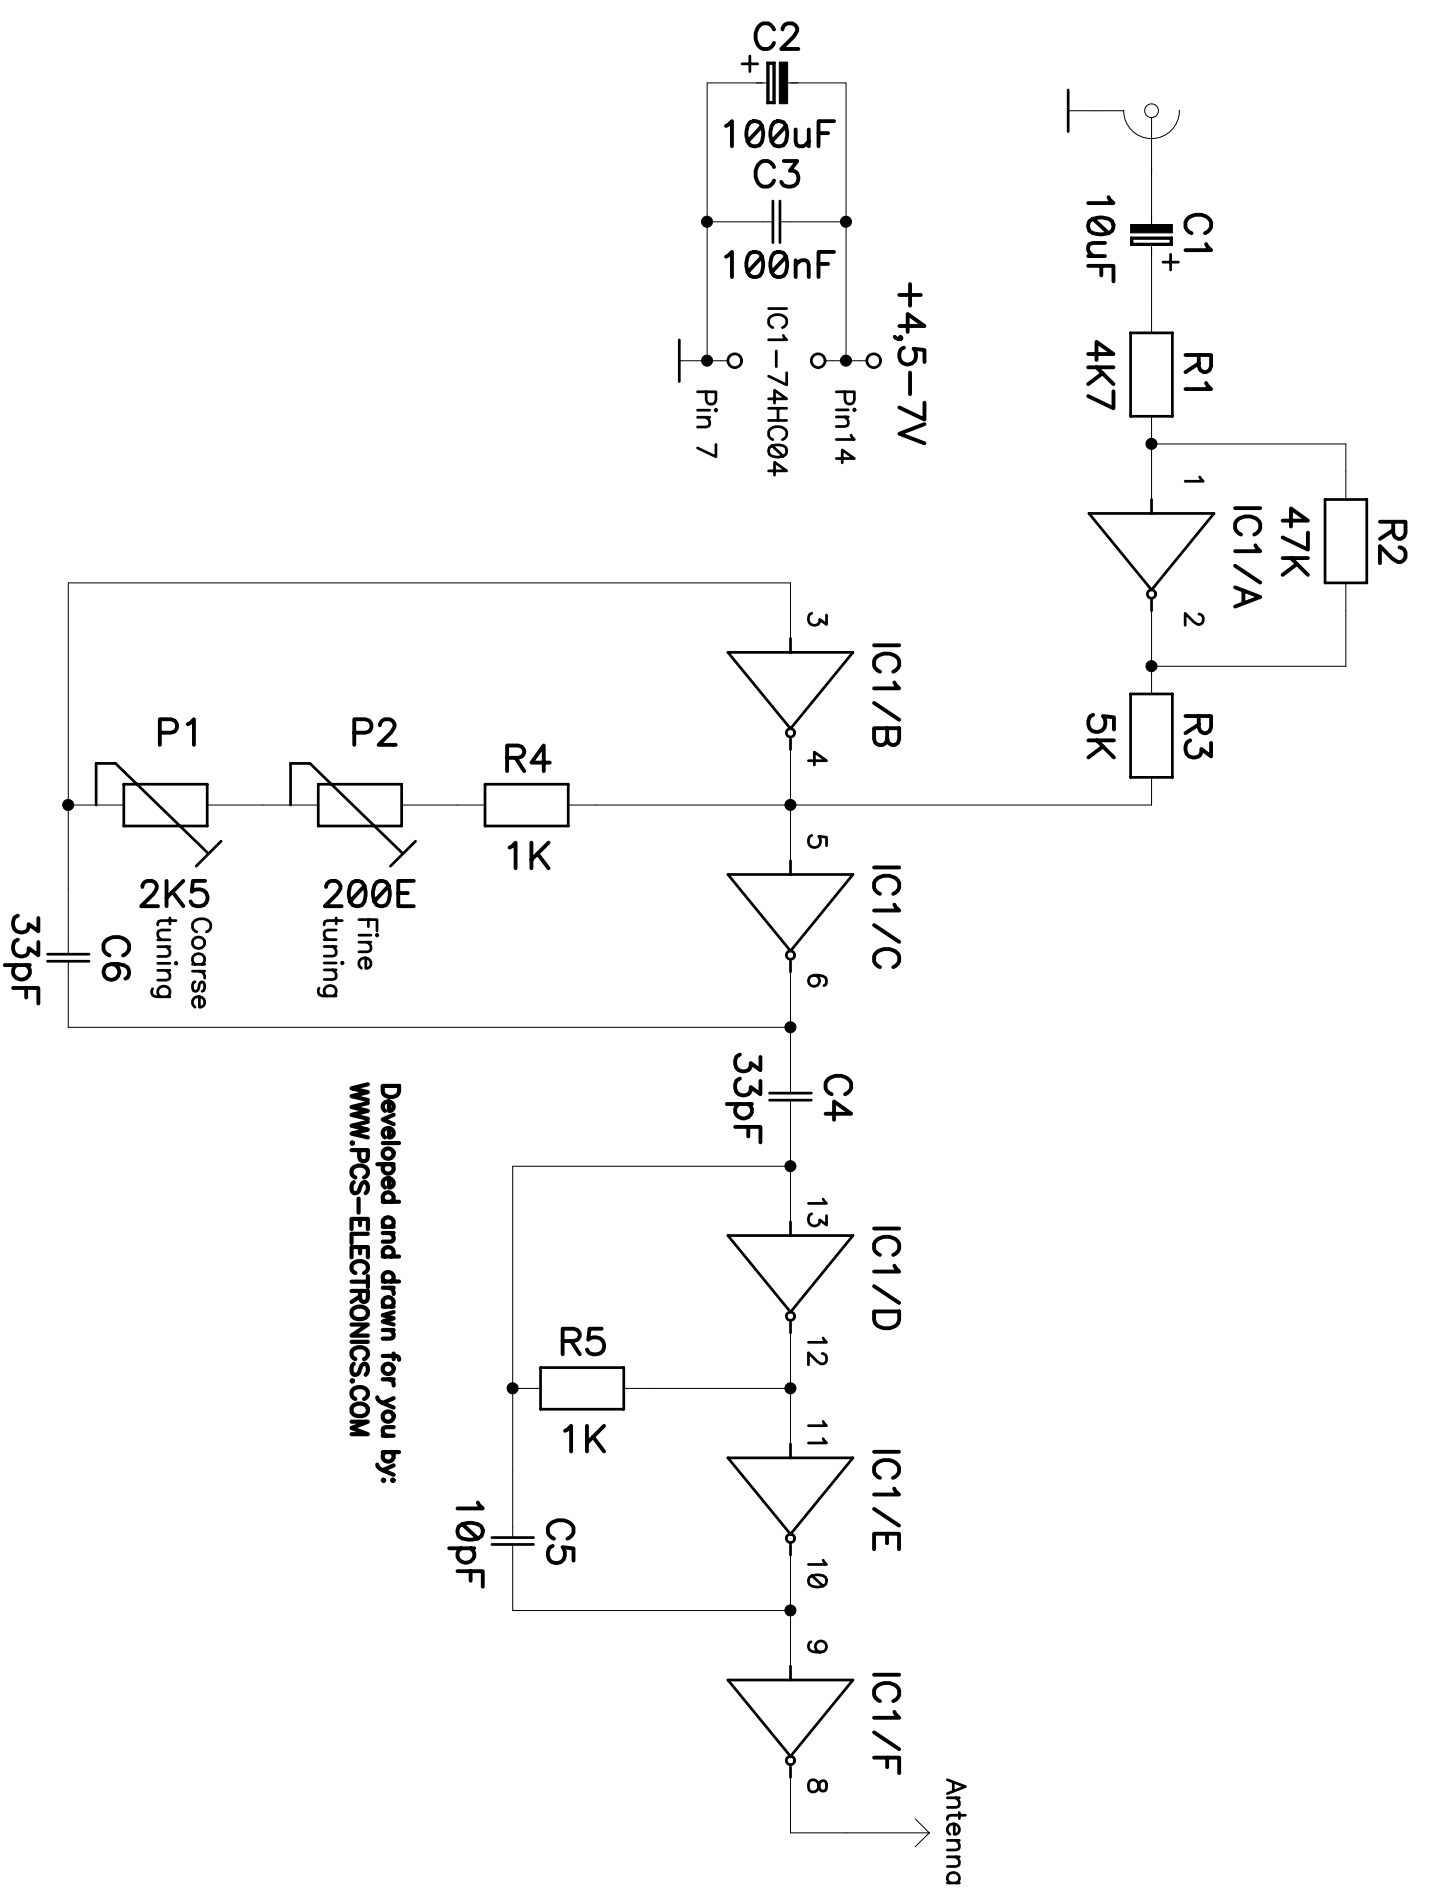 C2
+
100uF
C3
100nF
IC1-74HC04
+4,5-7V
Pin14
Pin 7
C1
+
10uF
R1
4K7
R2
47K
1
IC1/A
2
R3
5K
3
IC1/B
4
5
IC1/C
6
R4
1K
P2
200E
Fine
tuning
P1
2K5
Coarse
tuning
C6
33pF
C4
33pF
13
IC1/D
12
R5
1K
11
IC1/E
10
C5
10pF
9
IC1/F
8
Antenna
Developed and drawn for you by:
WWW.PCS-ELECTRONICS.COM